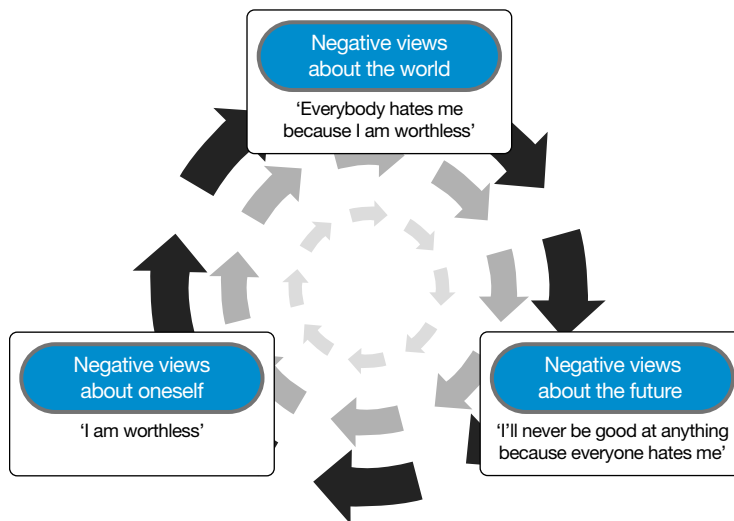 Negative views
about the world
‘Everybody hates me
because I am worthless’
Negative views
about oneself
‘I am worthless’
Negative views
about the future
‘I’ll never be good at anything
because everyone hates me’